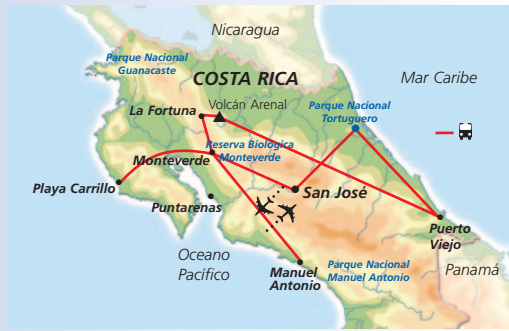 Nicaragua
Parque Nacional
Guanacaste
COSTA RICA
Mar Caribe
La Fortuna
Volcán Arenal
Parque Nacional
Tortuguero
Reserva Biológica
Monteverde
Monteverde
Playa Carrillo
San José
Puntarenas
Puerto
Viejo
Oceano
Pacífico
Manuel
Antonio
Parque Nacional
Manuel Antonio
Panamá